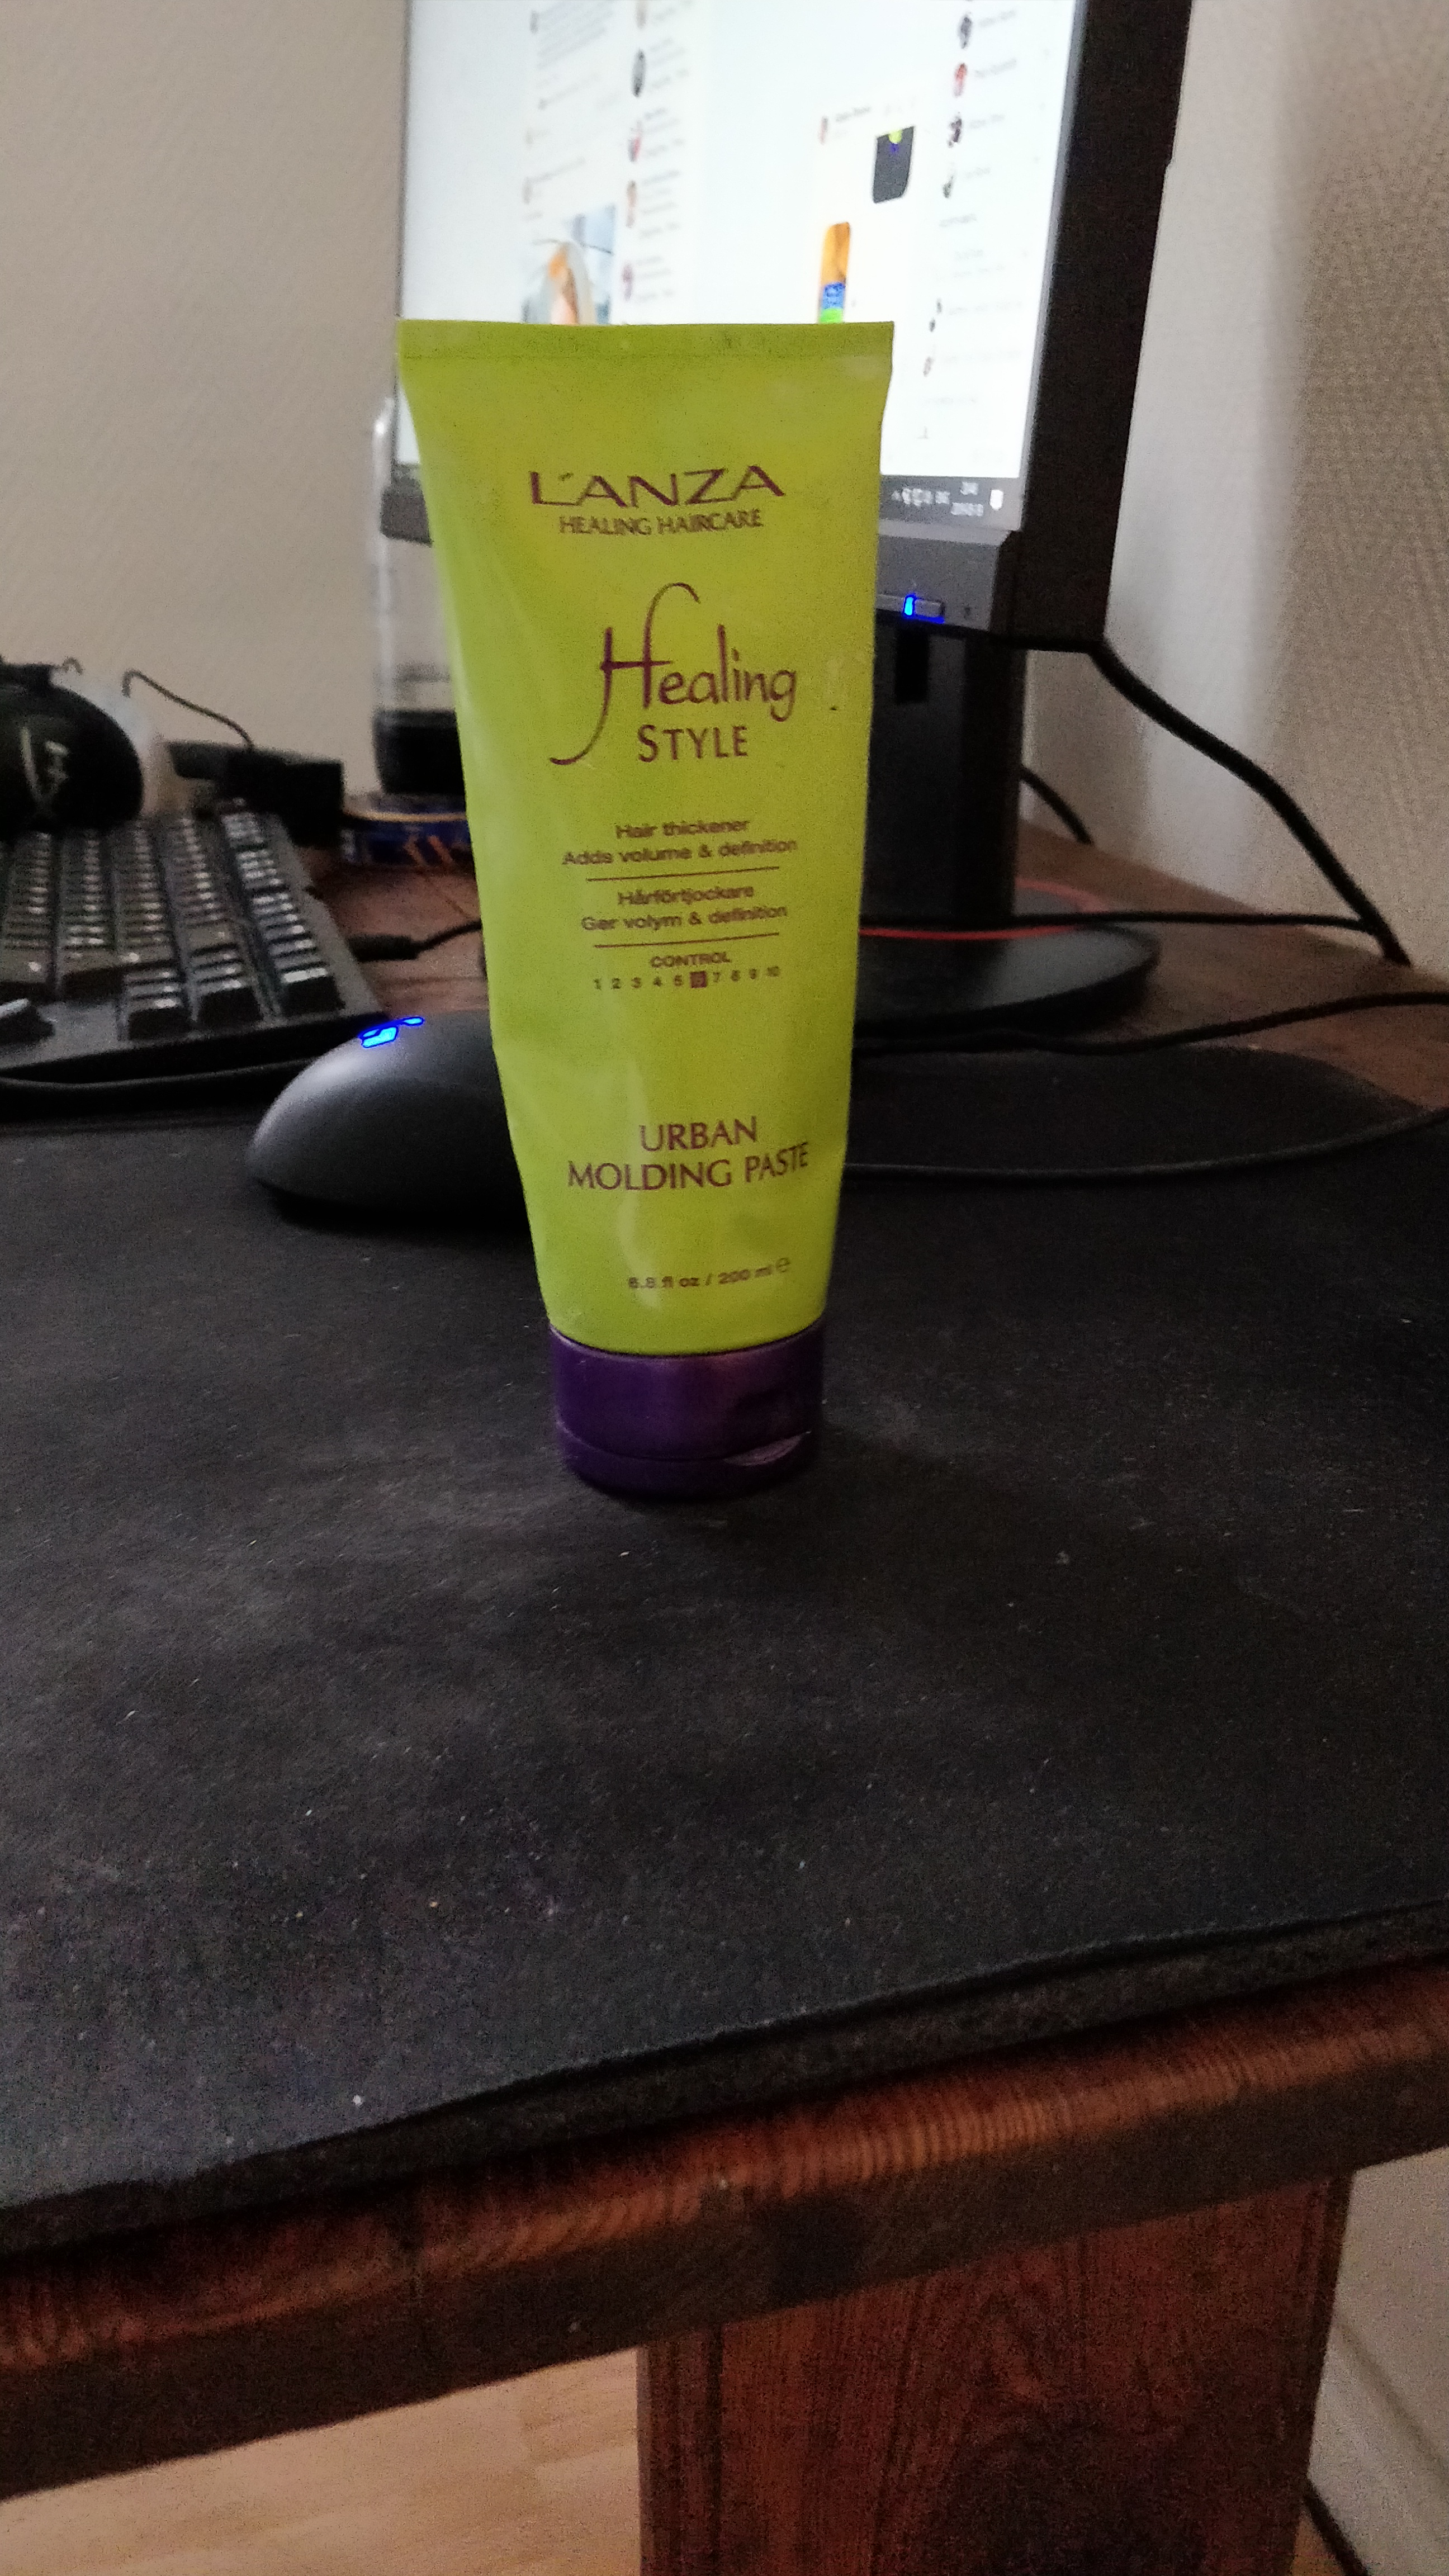 L'ANZA
HEALING HAIRCARE
Healing
STYLE
Hair thickener
Adds volume & definition
Hårförtjockare
Ger volym & definition
CONTROL
1 2 3 4 5 6 7 8 9 10
URBAN
MOLDING PASTE
6.8 fl oz / 200 ml e